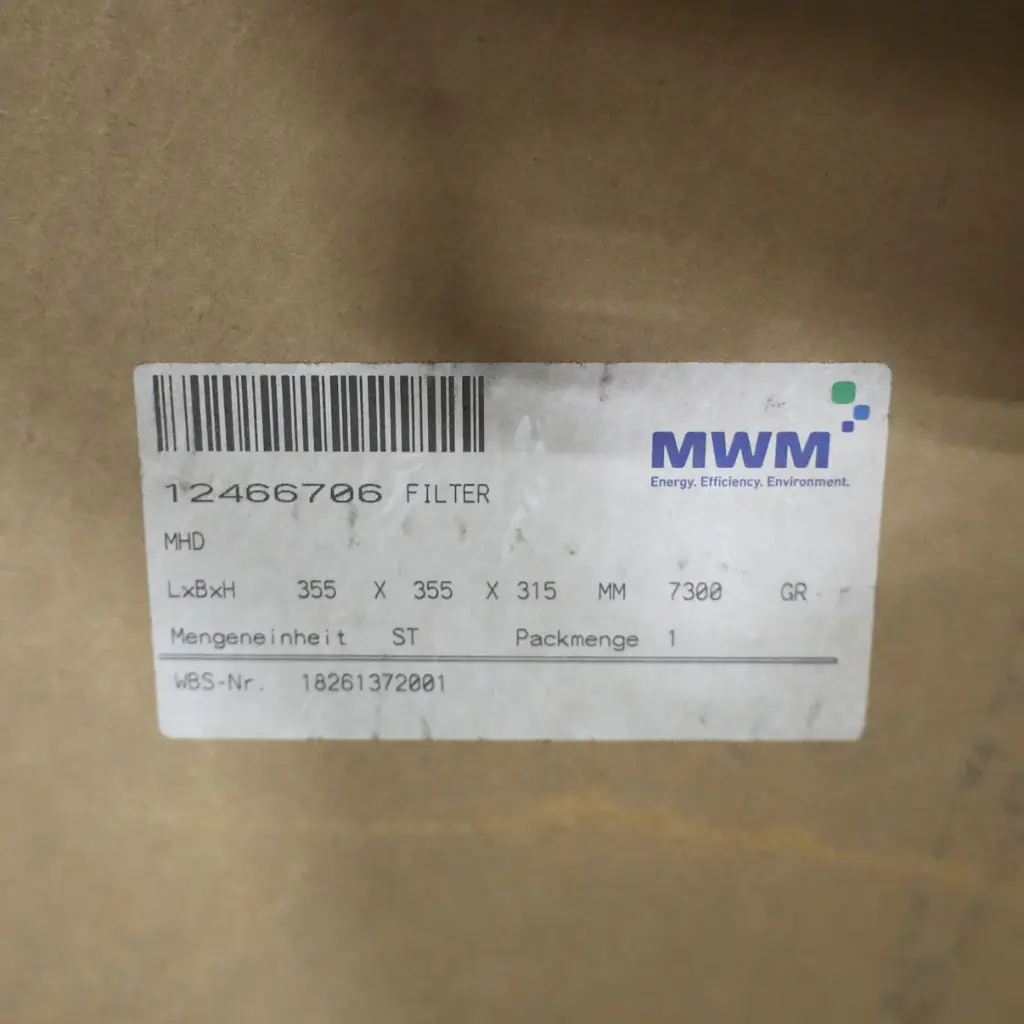 12466706 FILTER
MWM
Energy. Efficiency. Environment.
MHD
LxBxH 355 X 355 X 315 MM 7300 GR
Mengeneinheit ST Packmenge 1
WBS-Nr. 18261372001